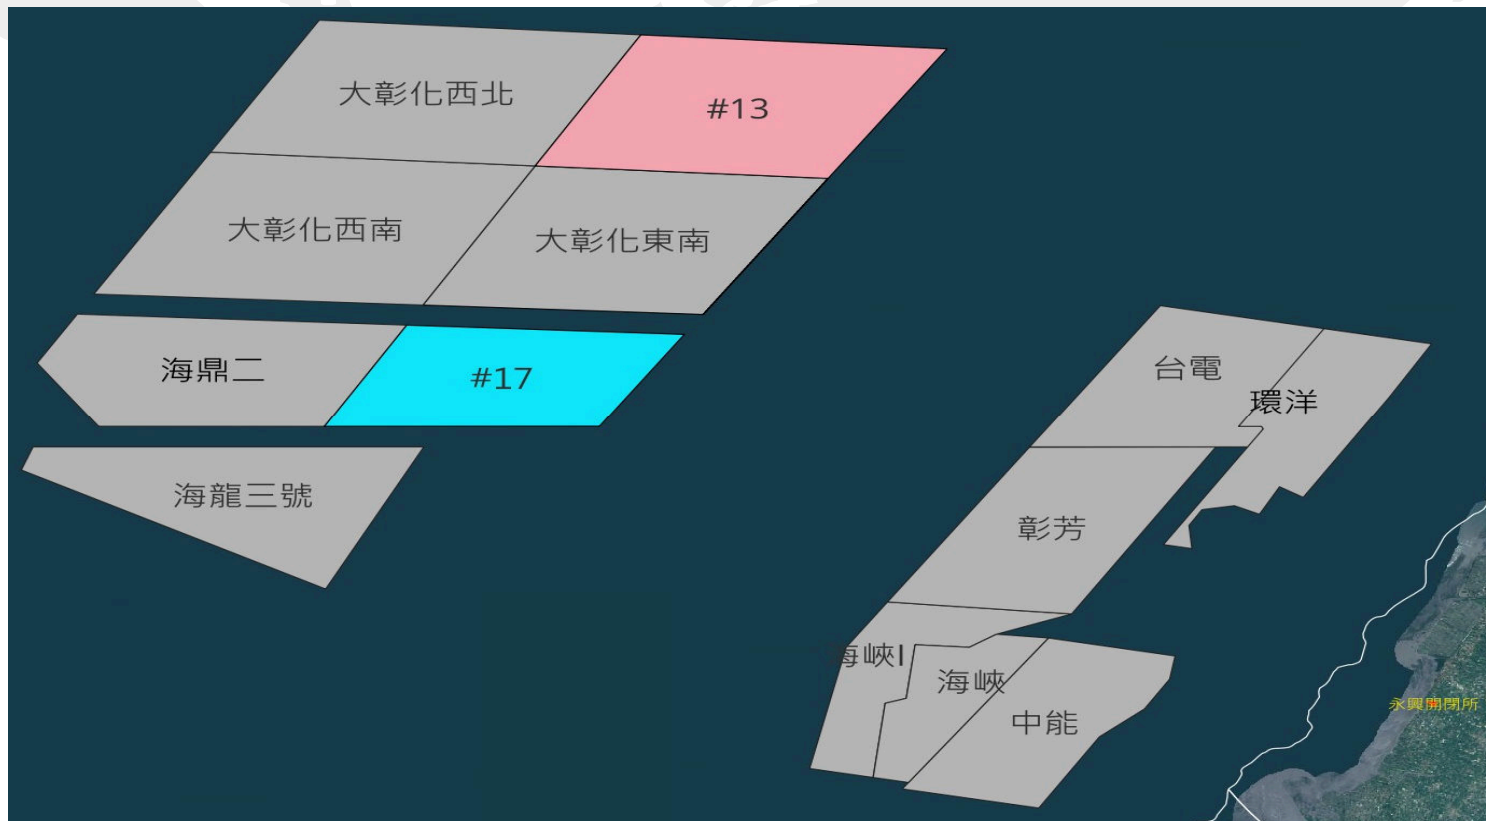 大彰化西北
#13
大彰化西南
大彰化東南
海鼎二
#17
海龍三號
台電
環洋
彰芳
海峽I
海峽
中能
永興開閉所